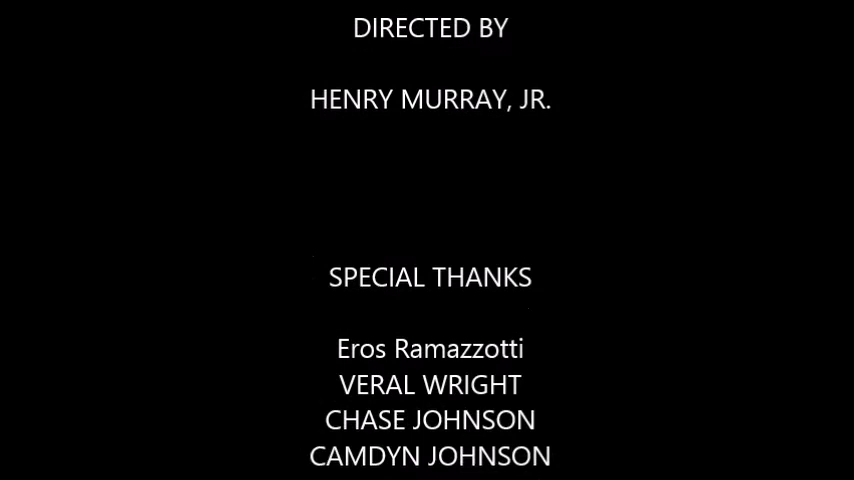 DIRECTED BY
HENRY MURRAY, JR.
SPECIAL THANKS
Eros Ramazzotti
VERAL WRIGHT
CHASE JOHNSON
CAMDYN JOHNSON